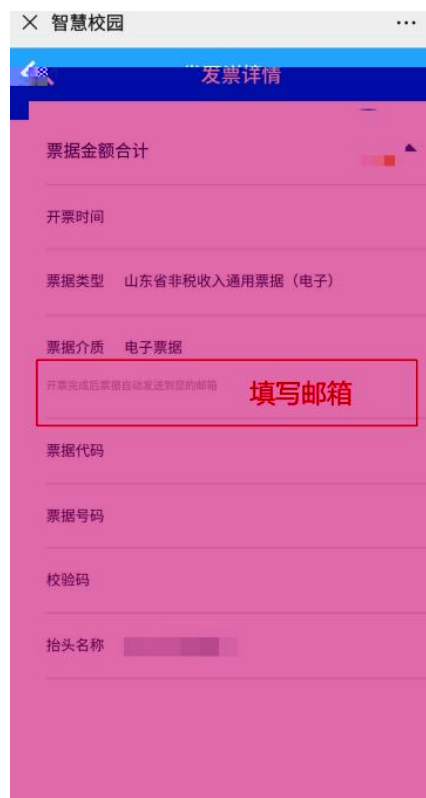 智慧校园
发票详情
票据金额合计
开票时间
票据类型 山东省非税收入通用票据（电子）
票据介质 电子票据
开票完成后票据自动发送到您的邮箱
填写邮箱
票据代码
票据号码
校验码
抬头名称